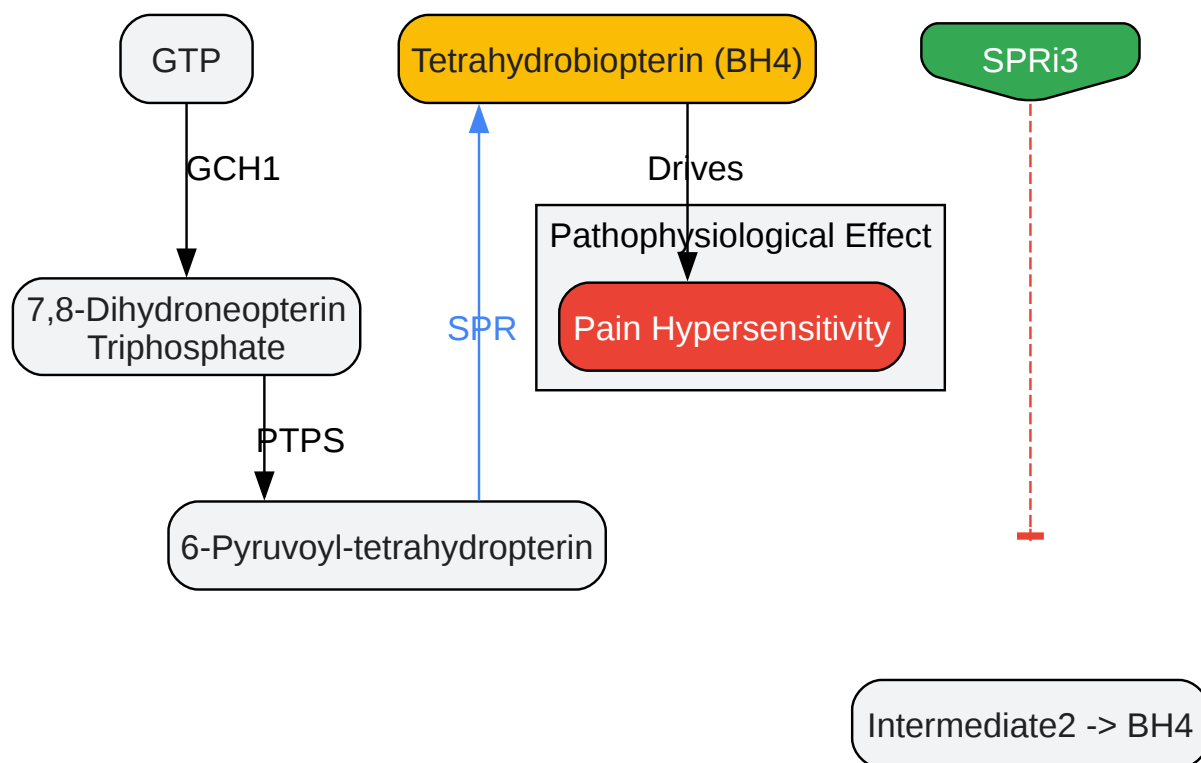 GTP
Tetrahydrobiopterin (BH4)
SPRi3
GCH1
Drives
Pathophysiological Effect
7,8-Dihydroneopterin
Triphosphate
SPR
Pain Hypersensitivity
PTPS
6-Pyruvoyl-tetrahydropterin
Intermediate2 -> BH4